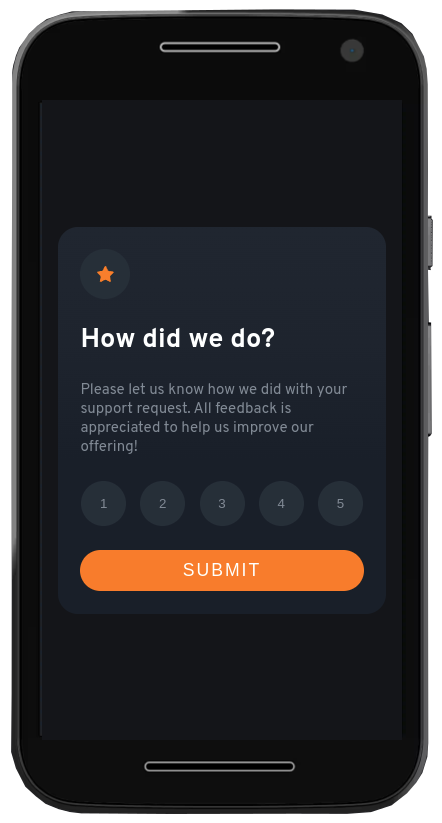 How did we do?
Please let us know how we did with your
support request. All feedback is
appreciated to help us improve our
offering!
1 2 3 4 5
SUBMIT